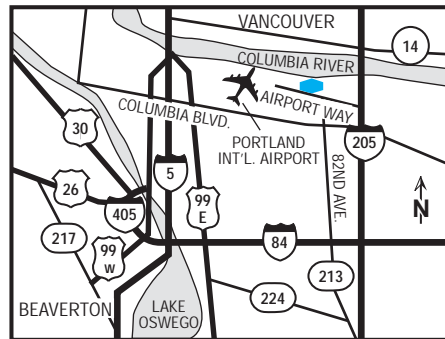 VANCOUVER
14
COLUMBIA RIVER
AIRPORT WAY
COLUMBIA BLVD.
PORTLAND
INT'L. AIRPORT
30
5
205
82ND AVE.
26
99
E
N
405
217
99
W
84
213
BEAVERTON
LAKE
OSWEGO
224